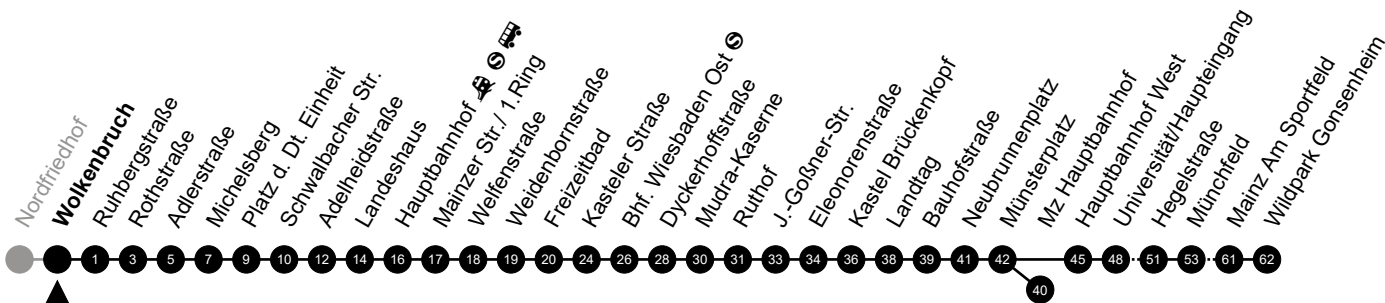 Nordfriedhof
Wolkenbruch
Ruhbergstraße
Rothstraße
Adlerstraße
Michelsberg
Platz d. Dt. Einheit
Schwalbacher Str.
Adelheidstraße
Landeshaus
Hauptbahnhof S
Mainzer Str./ 1.Ring
Welfenstraße
Weidenbornstraße
Freizeitbad
Kasteler Straße
Bhf. Wiesbaden Ost S
Dyckerhoffstraße
Mudra-Kaserne
Ruthof
J.-Goßner-Str.
Eleonorenstraße
Kastel Brückenkopf
Landtag
Bauhofstraße
Neubrunnenplatz
Münsterplatz
Mz Hauptbahnhof
Hauptbahnhof West
Universität/Haupteingang
Hegelstraße
Münchfeld
Mainz Am Sportfeld
Wildpark Gonsenheim
1 3 5 7 9 10 12 14 16 17 18 19 20 24 26 28 30 31 33 34 36 38 39 41 42 45 48 51 53 61 62
40